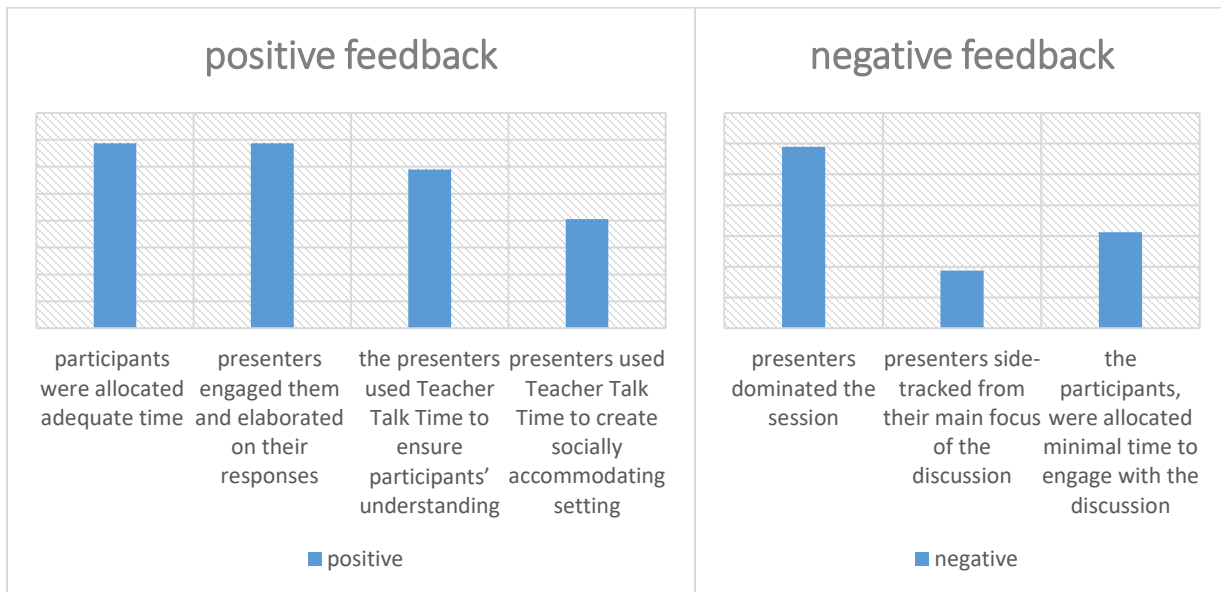 positive feedback
participants
were allocated
adequate time
presenters
engaged them
and elaborated
on their
responses
the presenters
used Teacher
Talk Time to
ensure
participants’
understanding
presenters used
Teacher Talk
Time to create
socially
accommodating
setting
positive
negative feedback
presenters
dominated the
session
presenters side-
tracked from
their main focus
of the
discussion
the
participants,
were allocated
minimal time to
engage with the
discussion
negative